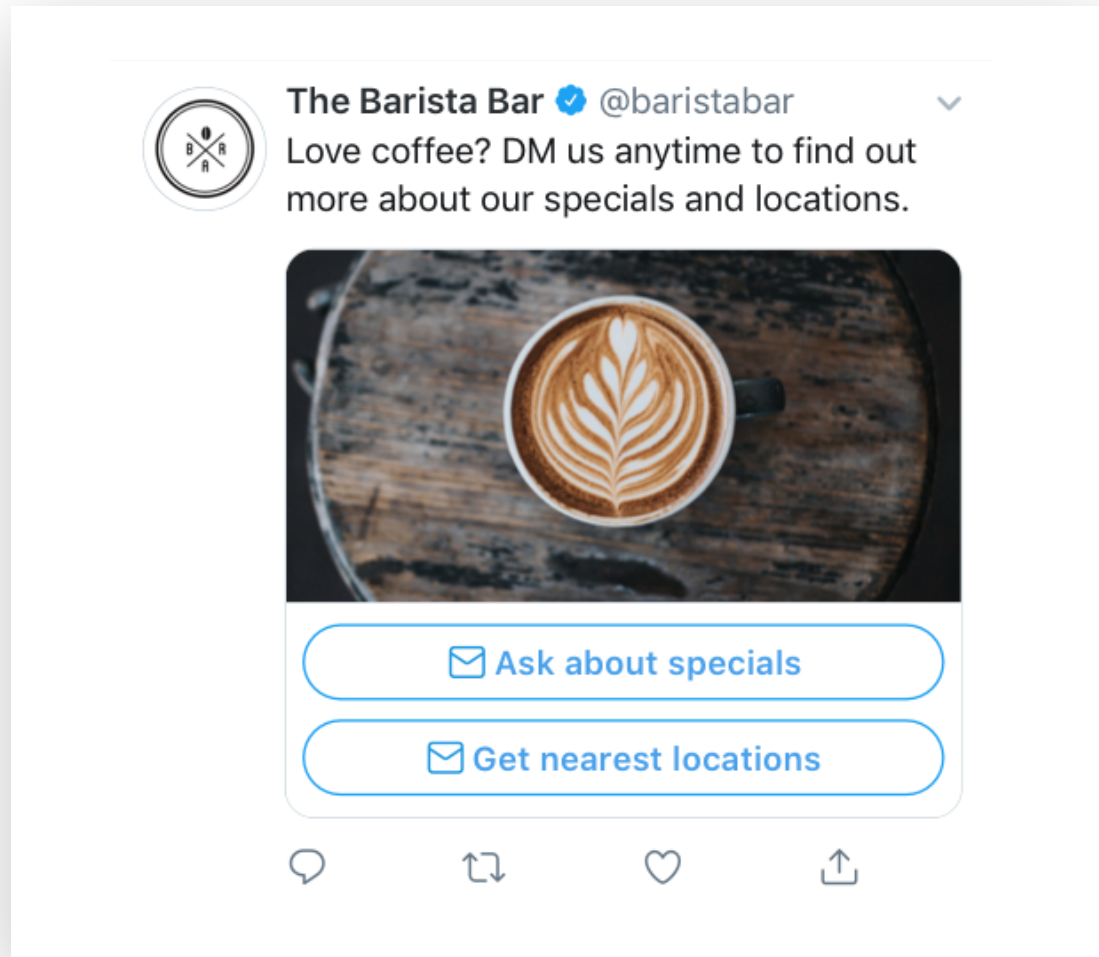 The Barista Bar @baristabar
Love coffee? DM us anytime to find out
more about our specials and locations.
B A R
A
Ask about specials
Get nearest locations